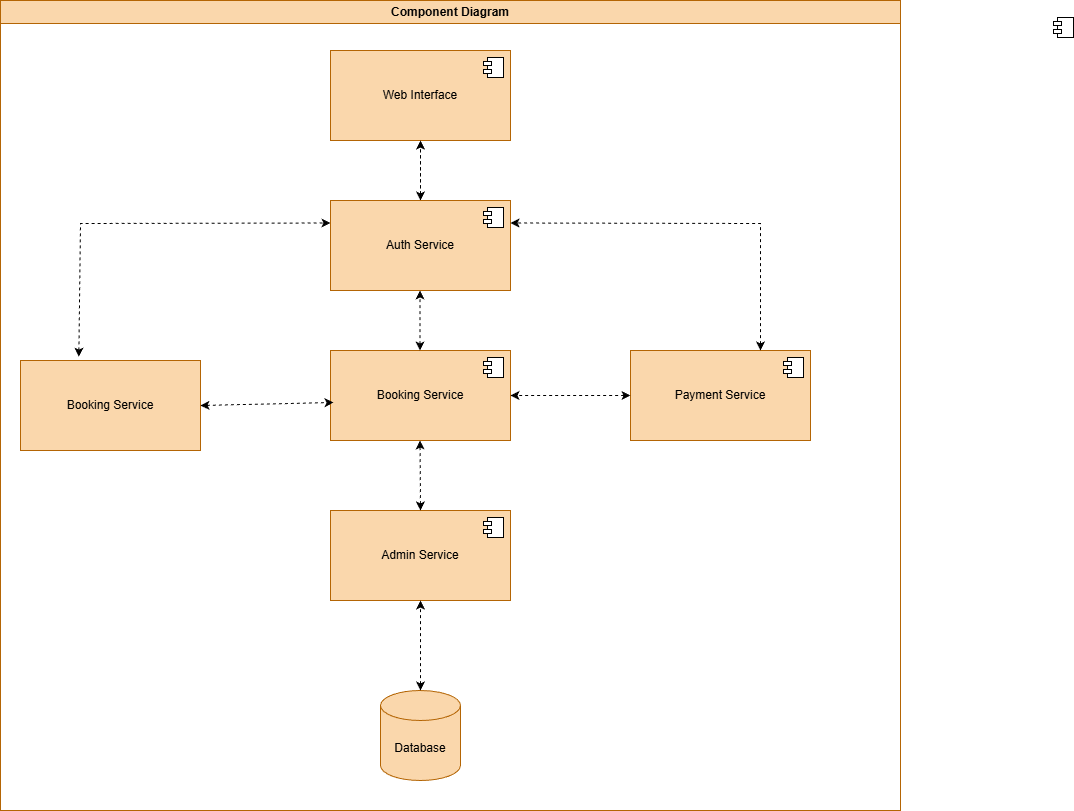 Component Diagram
Web Interface
Auth Service
Booking Service
Booking Service
Payment Service
Admin Service
Database